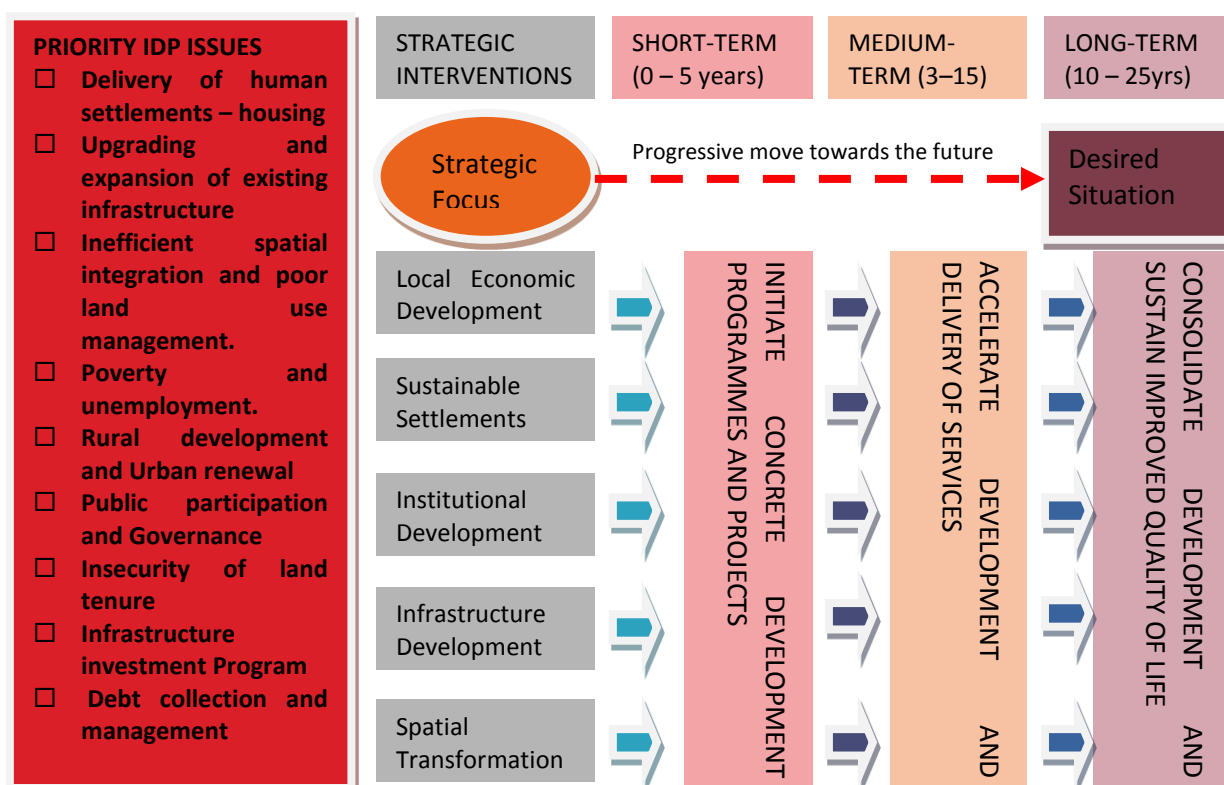 PRIORITY IDP ISSUES
☐ Delivery of human
settlements – housing
☐ Upgrading and
expansion of existing
infrastructure
☐ Inefficient spatial
integration and poor
land use
management.
☐ Poverty and
unemployment.
☐ Rural development
and Urban renewal
☐ Public participation
and Governance
☐ Insecurity of land
tenure
☐ Infrastructure
investment Program
☐ Debt collection and
management
STRATEGIC
INTERVENTIONS
SHORT-TERM
(0 – 5 years)
MEDIUM-
TERM (3–15)
LONG-TERM
(10 – 25yrs)
Strategic
Focus
Progressive move towards the future
Desired
Situation
Local Economic
Development
Sustainable
Settlements
Institutional
Development
Infrastructure
Development
Spatial
Transformation
INITIATE CONCRETE DEVELOPMENT
PROGRAMMES AND PROJECTS
ACCELERATE DEVELOPMENT AND
DELIVERY OF SERVICES
CONSOLIDATE DEVELOPMENT AND
SUSTAIN IMPROVED QUALITY OF LIFE